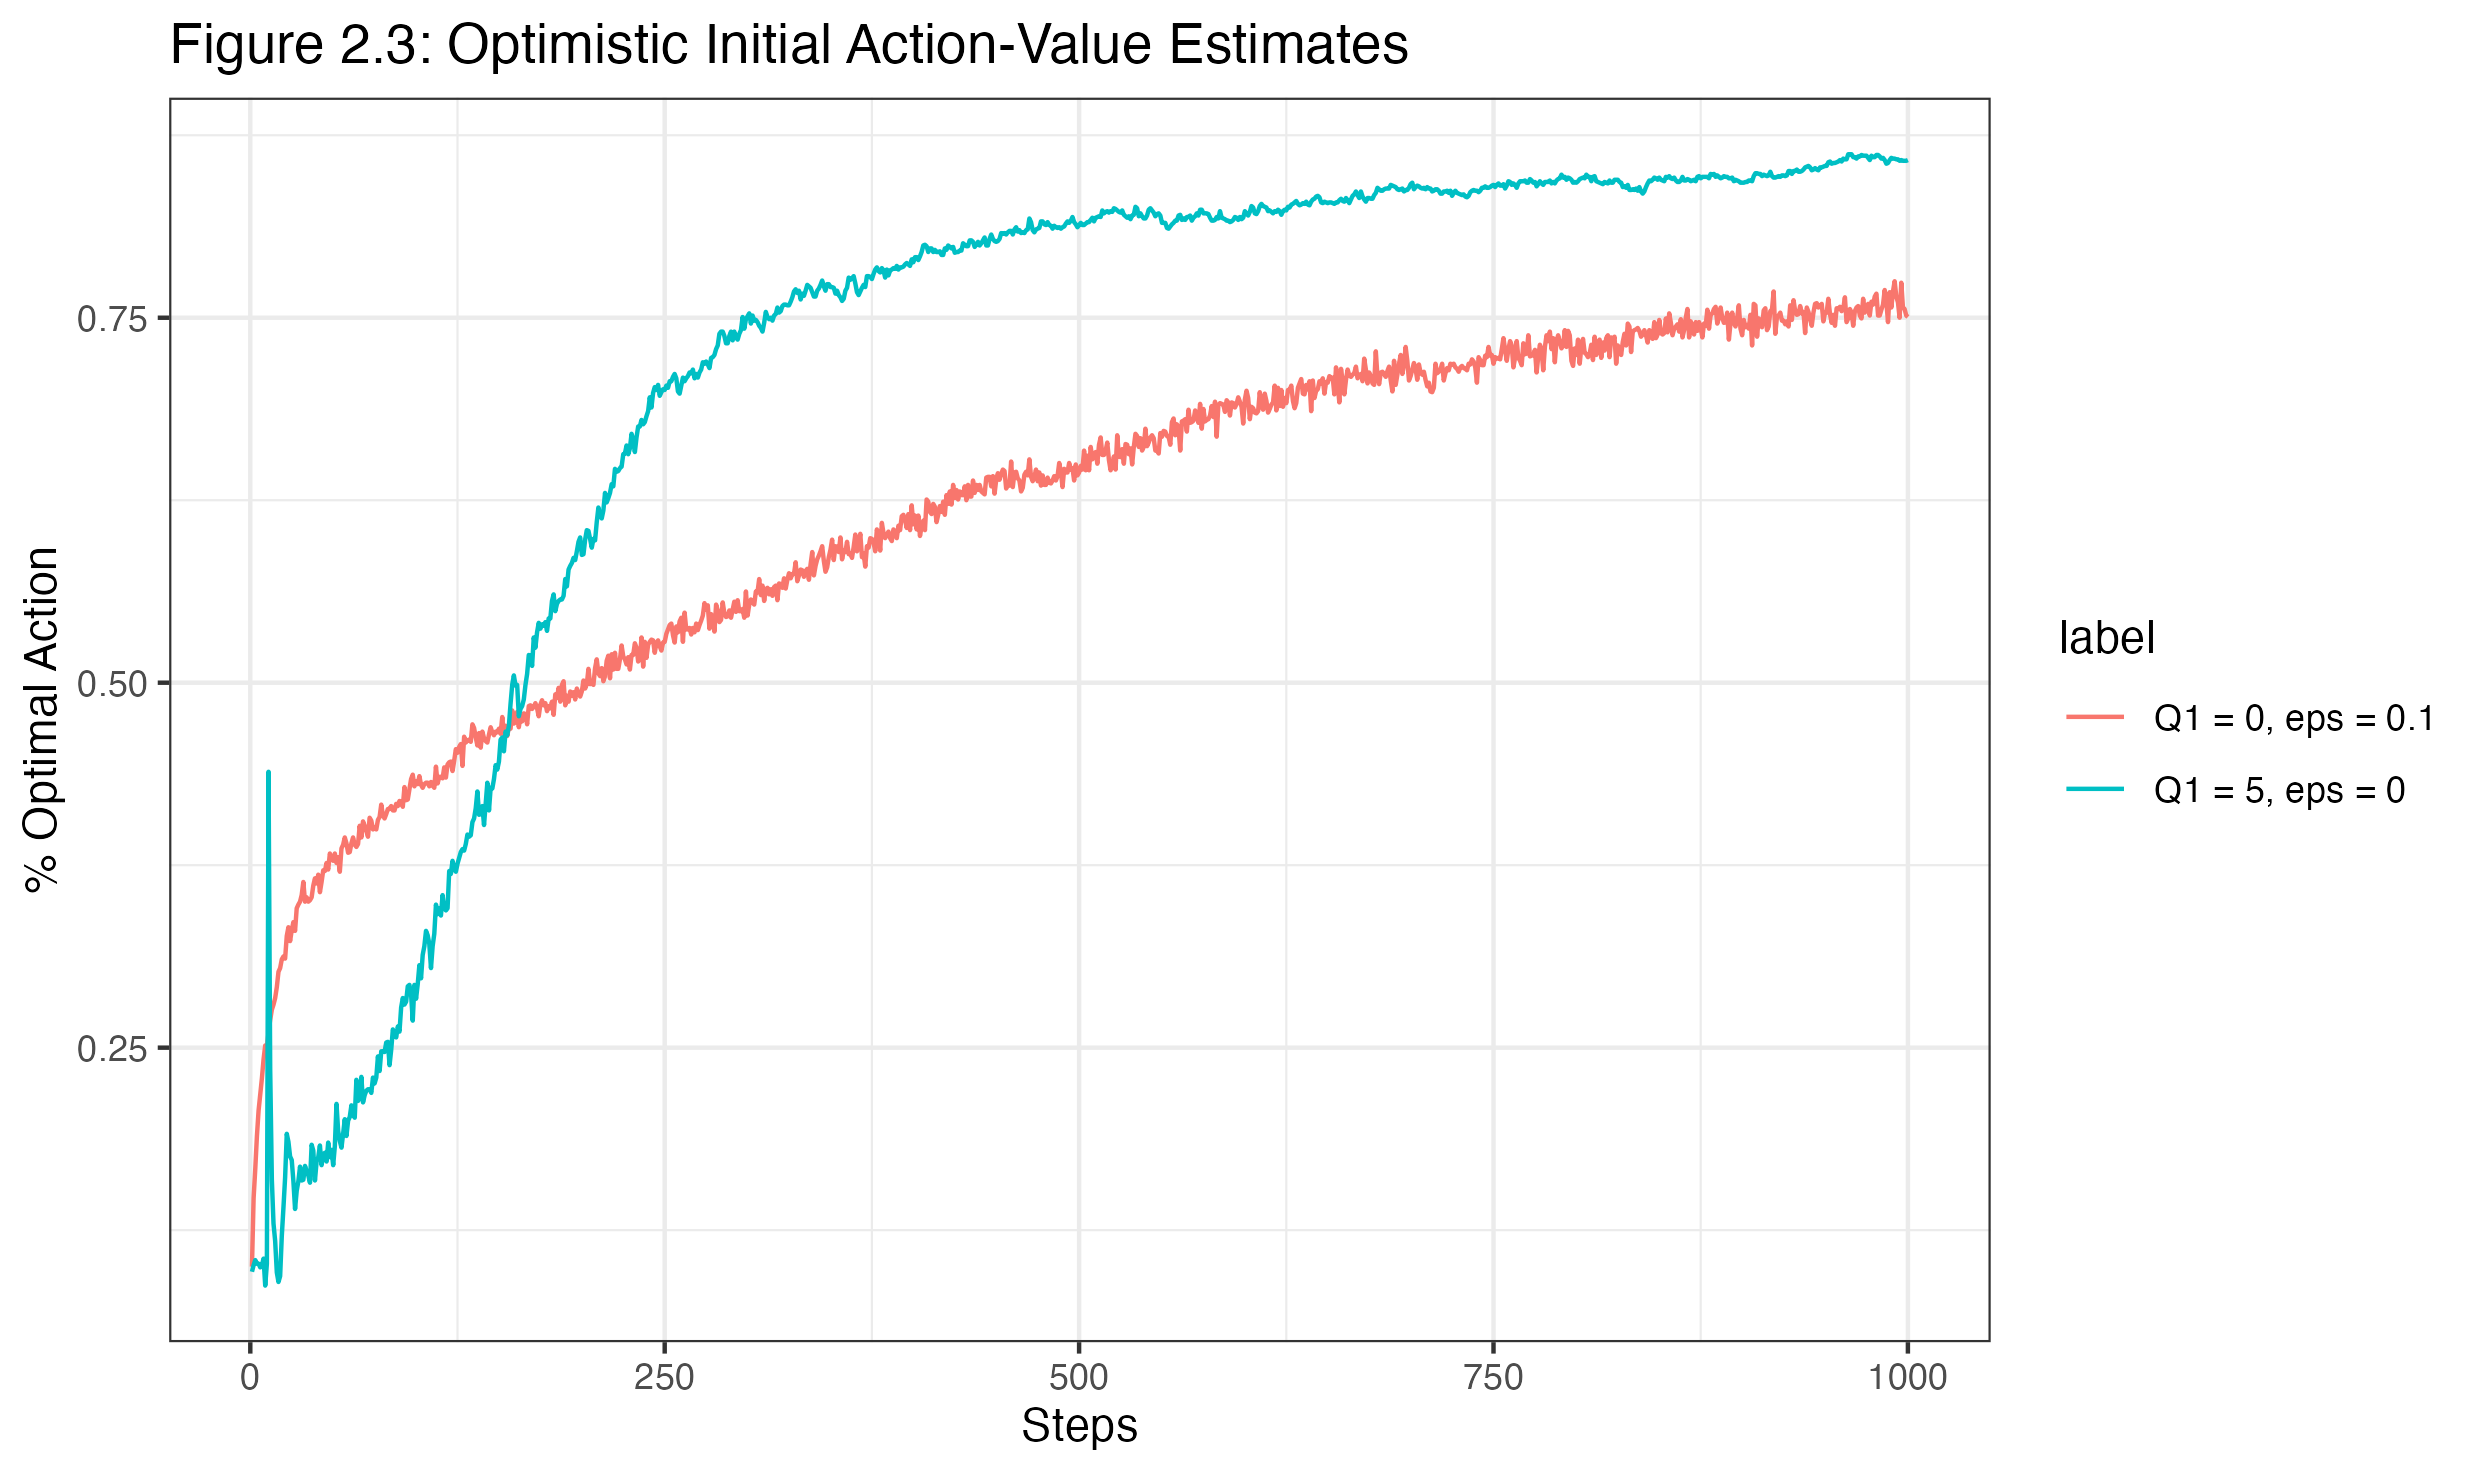 Figure 2.3: Optimistic Initial Action-Value Estimates
% Optimal Action
0.75
0.50
0.25
0
250
500
750
1000
Steps
label
Q1 = 0, eps = 0.1
Q1 = 5, eps = 0